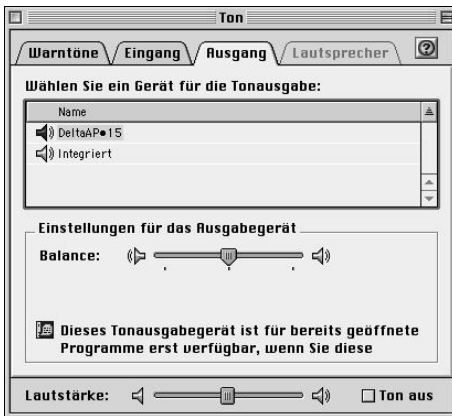 Ton
Warntöne Eingang Ausgang Lautsprecher ?
Wählen Sie ein Gerät für die Tonausgabe:
Name
DeltaAP•15
Integriert
Einstellungen für das Ausgabegerät
Balance:
Dieses Tonausgabegerät ist für bereits geöffnete
Programme erst verfügbar, wenn Sie diese
Lautstärke: Ton aus